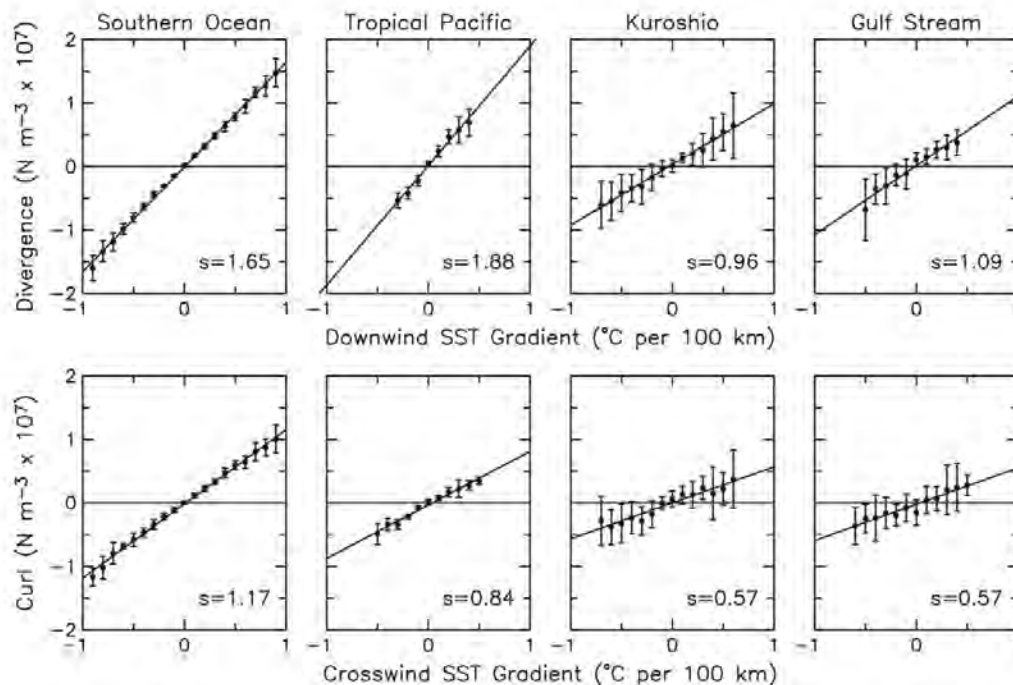 Southern Ocean Tropical Pacific Kuroshio Gulf Stream
Divergence (N m⁻³ x 10⁷)
2
1
0
−1
−2
s=1.65 s=1.88 s=0.96 s=1.09
−1 0 1 −1 0 1 −1 0 1 −1 0 1
Downwind SST Gradient (°C per 100 km)
Curl (N m⁻³ x 10⁷)
2
1
0
−1
−2
s=1.17 s=0.84 s=0.57 s=0.57
−1 0 1 −1 0 1 −1 0 1 −1 0 1
Crosswind SST Gradient (°C per 100 km)